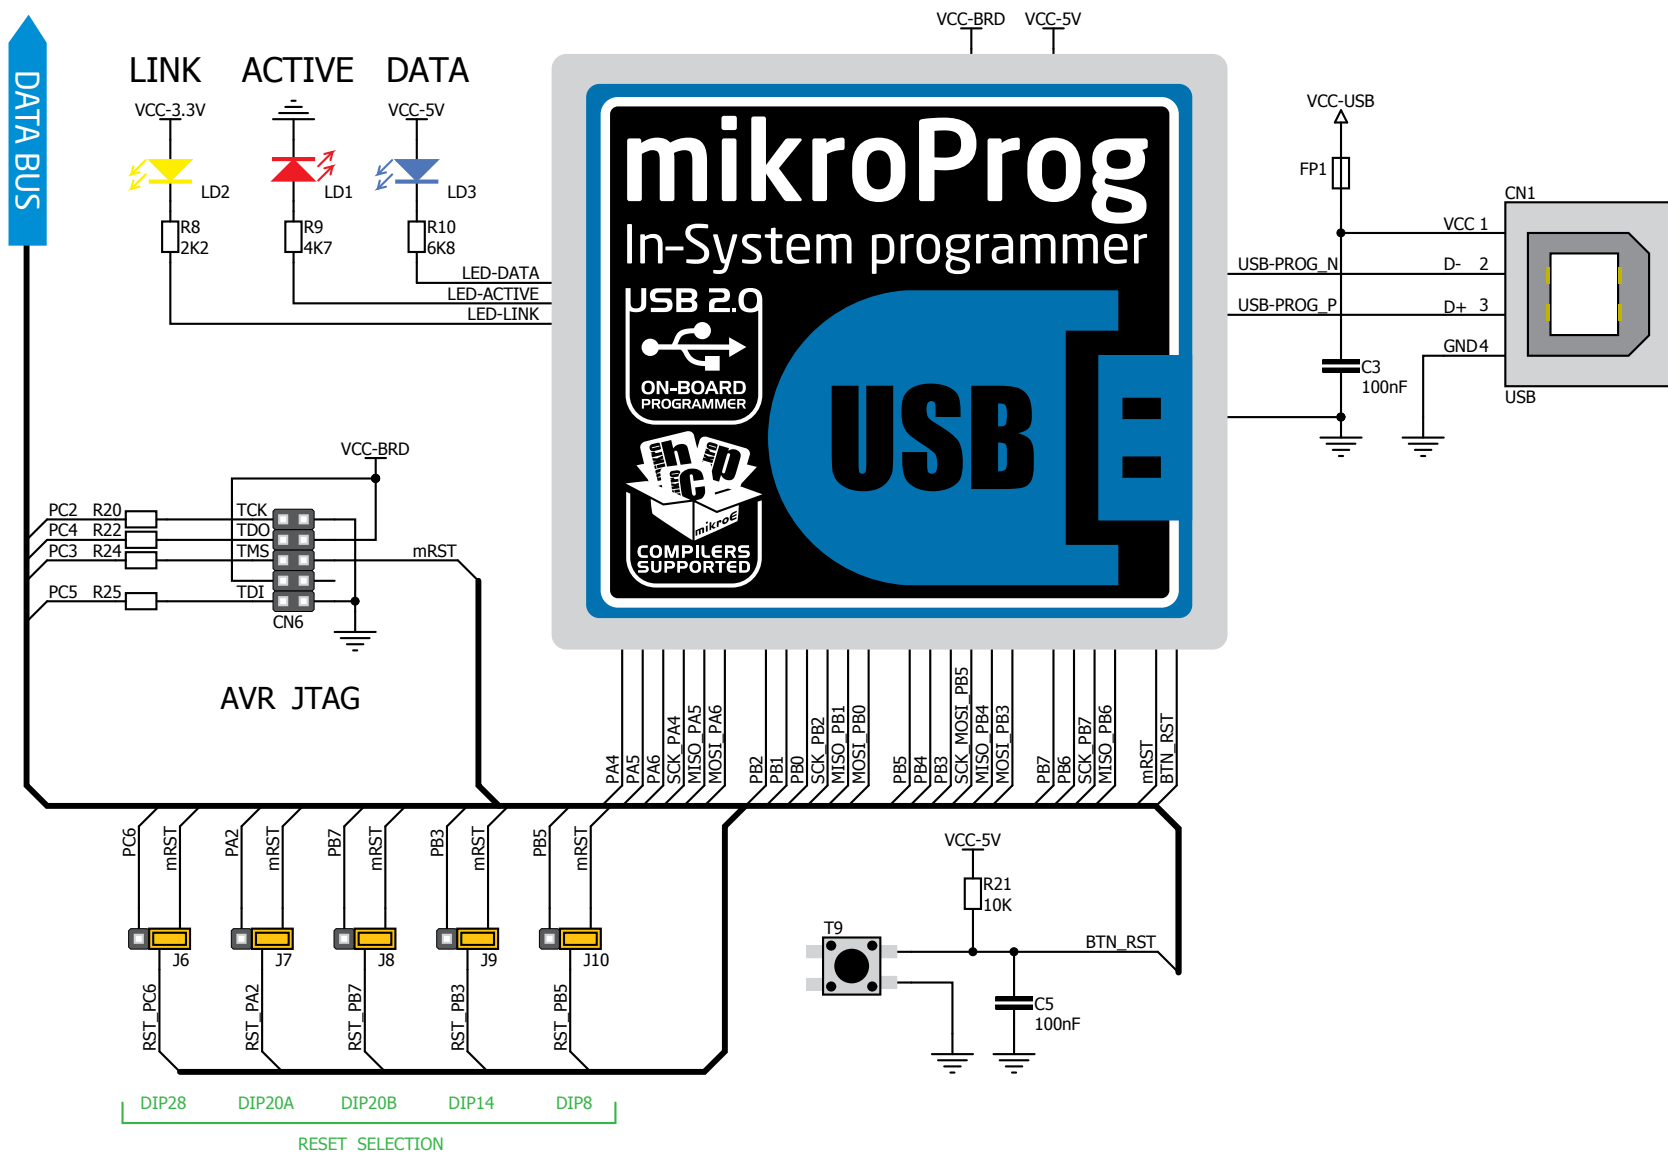 DATA BUS
LINK ACTIVE DATA
VCC-3.3V
VCC-5V
LD2
LD1
LD3
R8
2K2
R9
4K7
R10
6K8
LED-DATA
LED-ACTIVE
LED-LINK
VCC-BRD VCC-5V
mikroProg
In-System programmer
USB 2.0
ON-BOARD
PROGRAMMER
h
c
p
mikroE
COMPILERS
SUPPORTED
USB
VCC-USB
FP1
CN1
VCC 1
USB-PROG_N
D- 2
USB-PROG_P
D+ 3
GND 4
C3
100nF
USB
VCC-BRD
PC2 R20 TCK
PC4 R22 TDO
PC3 R24 TMS
mRST
PC5 R25 TDI
CN6
AVR JTAG
PA4
PA5
PA6
SCK_PA4
MISO_PA5
MOSI_PA6
PB2
PB1
PB0
SCK_PB2
MISO_PB1
MOSI_PB0
PB5
PB4
PB3
SCK_MOSI_PB5
MISO_PB4
MOSI_PB3
PB7
PB6
SCK_PB7
MISO_PB6
mRST
BTN_RST
PC6
mRST
PA2
mRST
PB7
mRST
PB3
mRST
PB5
mRST
J6
J7
J8
J9
J10
RST_PC6
RST_PA2
RST_PB7
RST_PB3
RST_PB5
VCC-5V
R21
10K
T9
BTN_RST
C5
100nF
DIP28 DIP20A DIP20B DIP14 DIP8
RESET SELECTION